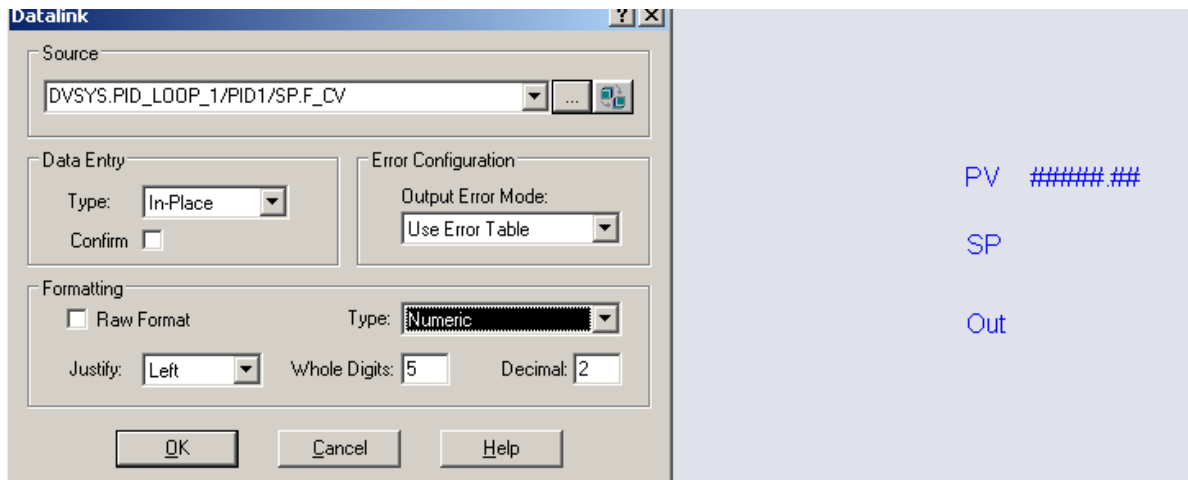 Datalink
Source
DVSYS.PID_LOOP_1/PID1/SP.F_CV
...
Data Entry
Type: In-Place
Confirm
Error Configuration
Output Error Mode:
Use Error Table
Formatting
Raw Format Type: Numeric
Justify: Left Whole Digits: 5 Decimal: 2
OK Cancel Help
PV #####.##
SP
Out